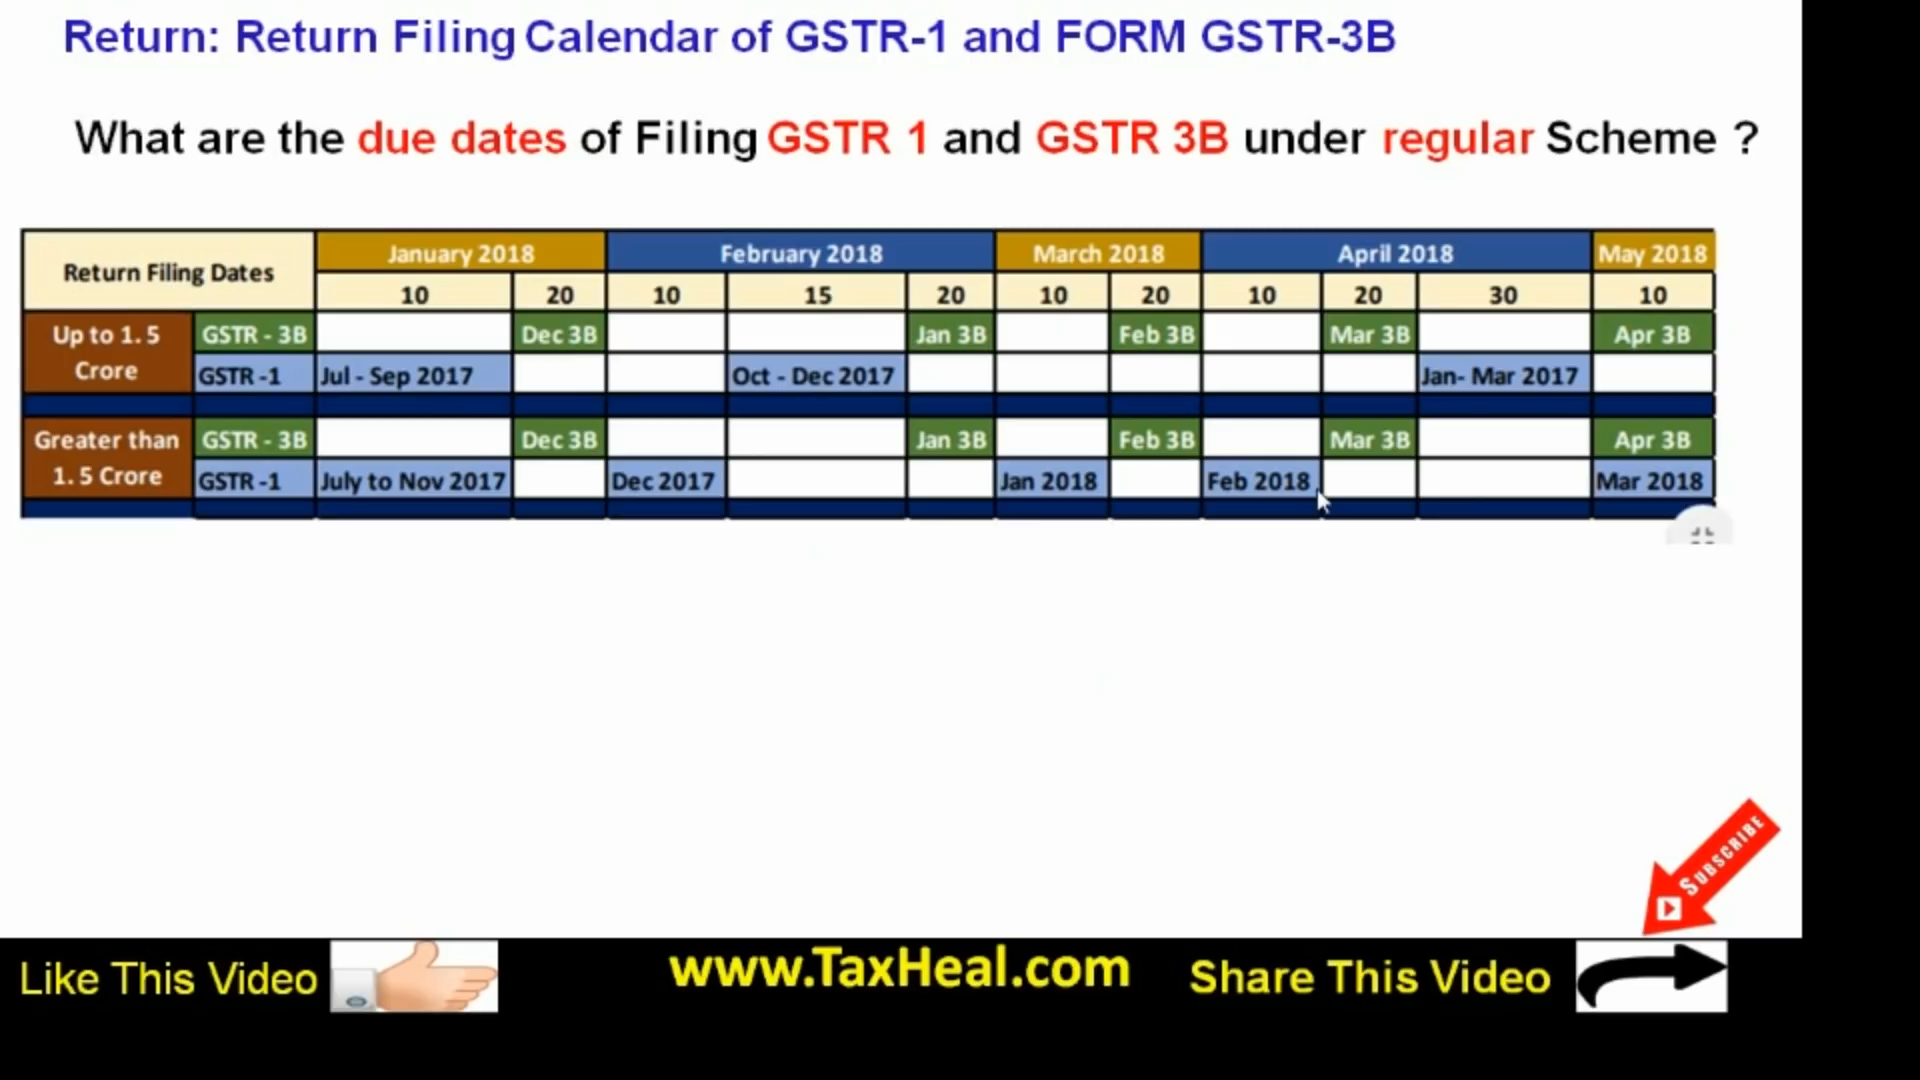 Return: Return Filing Calendar of GSTR-1 and FORM GSTR-3B
What are the due dates of Filing GSTR 1 and GSTR 3B under regular Scheme ?
Return Filing Dates January 2018 February 2018 March 2018 April 2018 May 2018
10 20 10 15 20 10 20 10 20 30 10
Up to 1. 5 Crore GSTR - 3B Dec 3B Jan 3B Feb 3B Mar 3B Apr 3B
GSTR -1 Jul - Sep 2017 Oct - Dec 2017 Jan- Mar 2017
Greater than 1. 5 Crore GSTR - 3B Dec 3B Jan 3B Feb 3B Mar 3B Apr 3B
GSTR -1 July to Nov 2017 Dec 2017 Jan 2018 Feb 2018 Mar 2018
SUBSCRIBE
Like This Video www.TaxHeal.com Share This Video